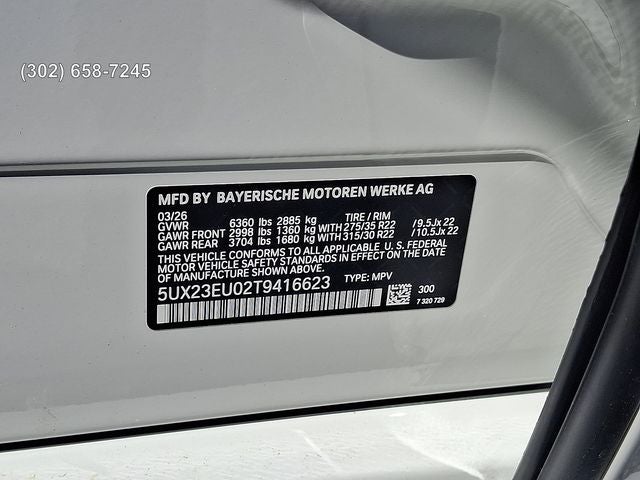 (302) 658-7245
MFD BY BAYERISCHE MOTOREN WERKE AG
03/26 TIRE / RIM
GVWR 6360 lbs 2885 kg
GAWR FRONT 2998 lbs 1360 kg WITH 275/35 R22 /9.5Jx 22
GAWR REAR 3704 lbs 1680 kg WITH 315/30 R22 /10.5Jx 22
THIS VEHICLE CONFORMS TO ALL APPLICABLE U. S. FEDERAL
MOTOR VEHICLE SAFETY STANDARDS IN EFFECT ON THE DATE
OF MANUFACTURE SHOWN ABOVE.
5UX23EU02T9416623 TYPE: MPV
300
7 320 729